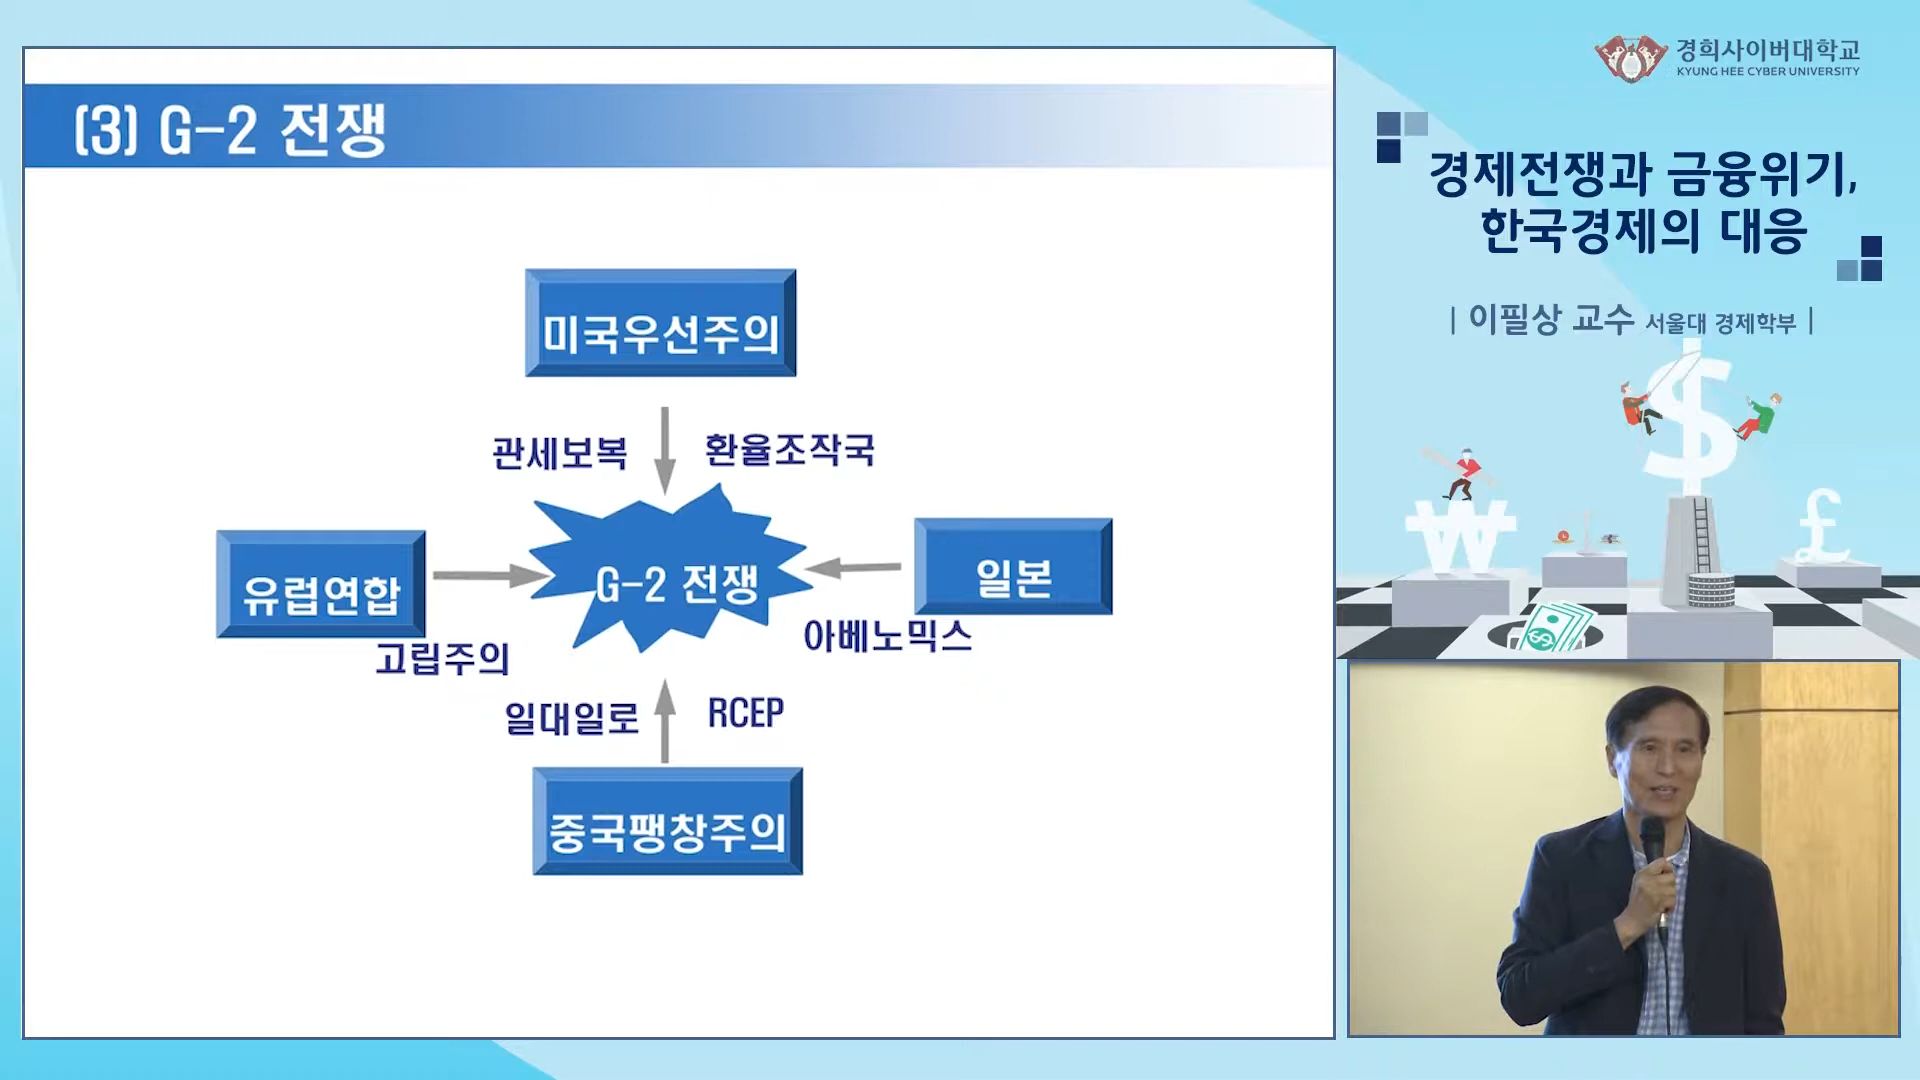 (3) G-2 전쟁
미국우선주의
관세보복
환율조작국
유럽연합
G-2 전쟁
일본
고립주의
아베노믹스
일대일로
RCEP
중국팽창주의
경희사이버대학교
KYUNG HEE CYBER UNIVERSITY
경제전쟁과 금융위기,
한국경제의 대응
| 이필상 교수 서울대 경제학부 |